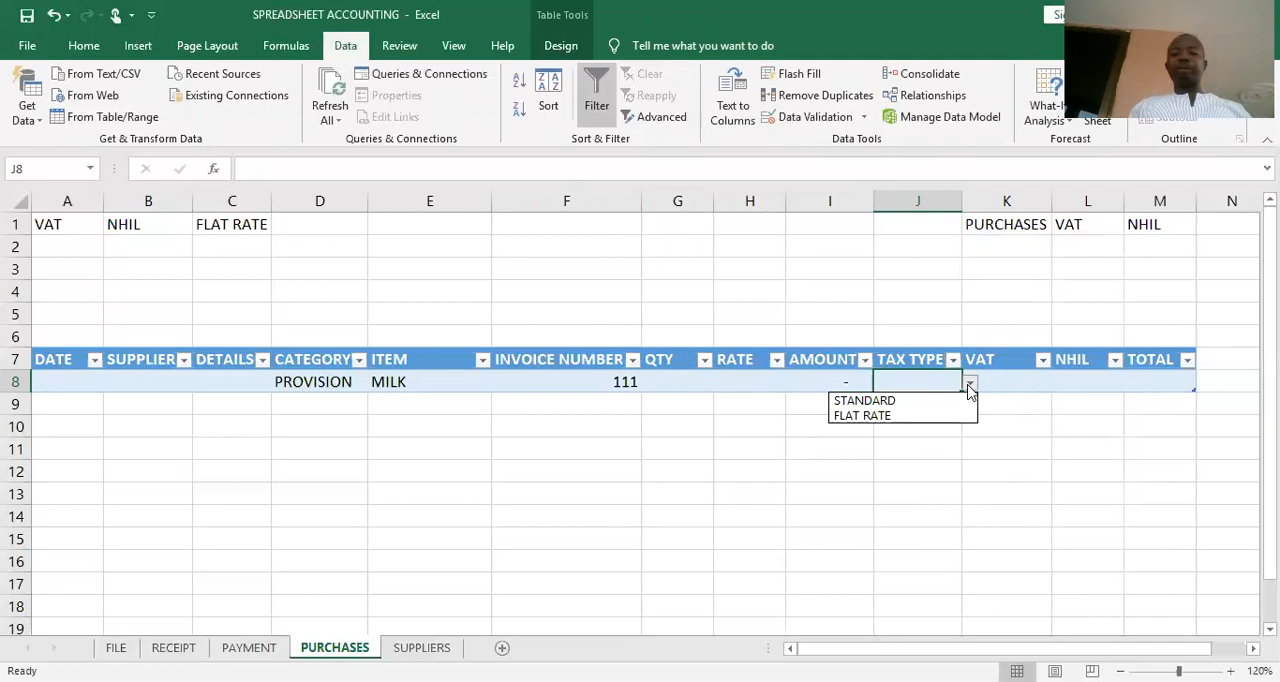 SPREADSHEET ACCOUNTING - Excel
Table Tools
File Home Insert Page Layout Formulas Data Review View Help Design Tell me what you want to do
Get Data
From Text/CSV
From Web
From Table/Range
Recent Sources
Existing Connections
Get & Transform Data
Refresh All
Queries & Connections
Properties
Edit Links
Queries & Connections
Sort
Filter
Clear
Reapply
Advanced
Sort & Filter
Text to Columns
Flash Fill
Remove Duplicates
Data Validation
Consolidate
Relationships
Manage Data Model
Data Tools
What-If Analysis
Sheet
Forecast
Outline
J8
fx
A B C D E F G H I J K L M N
1 VAT NHIL FLAT RATE PURCHASES VAT NHIL
2
3
4
5
6
7 DATE SUPPLIER DETAILS CATEGORY ITEM INVOICE NUMBER QTY RATE AMOUNT TAX TYPE VAT NHIL TOTAL
8 PROVISION MILK 111 -
STANDARD
FLAT RATE
9
10
11
12
13
14
15
16
17
18
19
FILE RECEIPT PAYMENT PURCHASES SUPPLIERS
Ready
120%